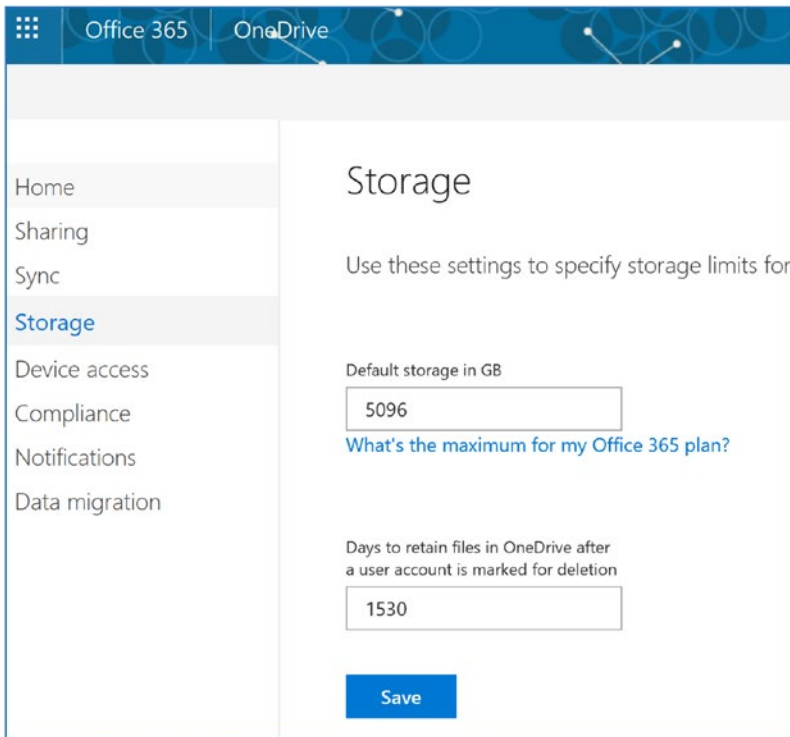 Office 365 OneDrive
Home
Sharing
Sync
Storage
Device access
Compliance
Notifications
Data migration
Storage
Use these settings to specify storage limits for
Default storage in GB
5096
What's the maximum for my Office 365 plan?
Days to retain files in OneDrive after
a user account is marked for deletion
1530
Save